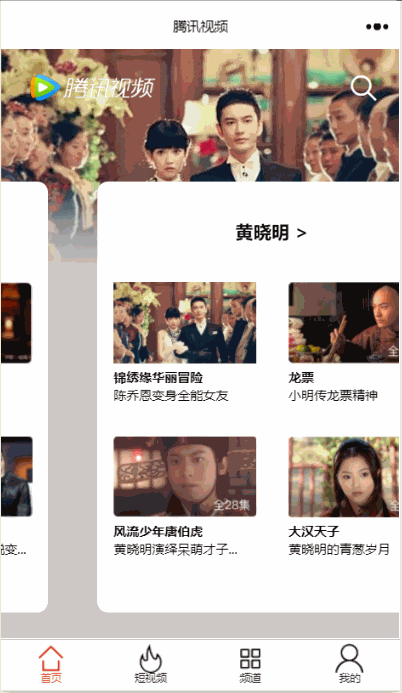 腾讯视频
腾讯视频
黄晓明 >
锦绣缘华丽冒险
陈乔恩变身全能女友
龙票
小明传龙票精神
全28集
风流少年唐伯虎
黄晓明演绎呆萌才子...
大汉天子
黄晓明的青葱岁月
变...
首页
短视频
频道
我的